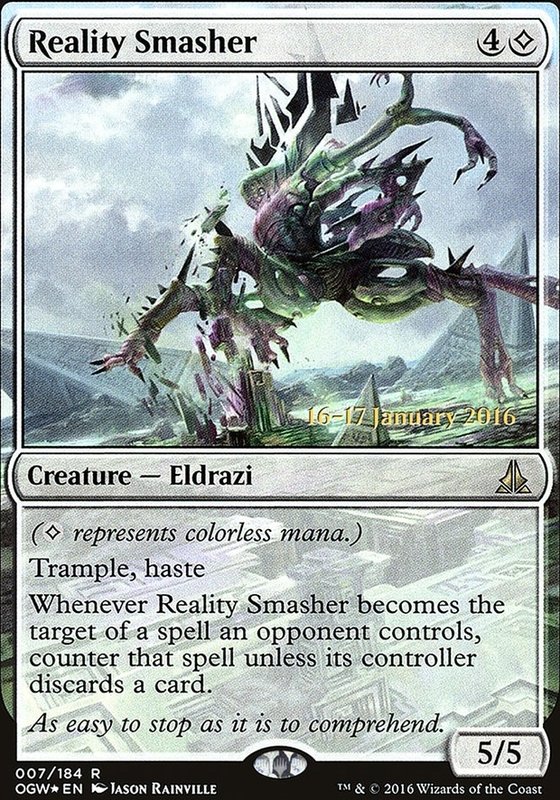 Reality Smasher 4
16–17 January 2016
Creature — Eldrazi
(◇ represents colorless mana.)
Trample, haste
Whenever Reality Smasher becomes the
target of a spell an opponent controls,
counter that spell unless its controller
discards a card.
As easy to stop as it is to comprehend.
5/5
007/184 R
OGW★EN Jason Rainville
™ & © 2016 Wizards of the Coast